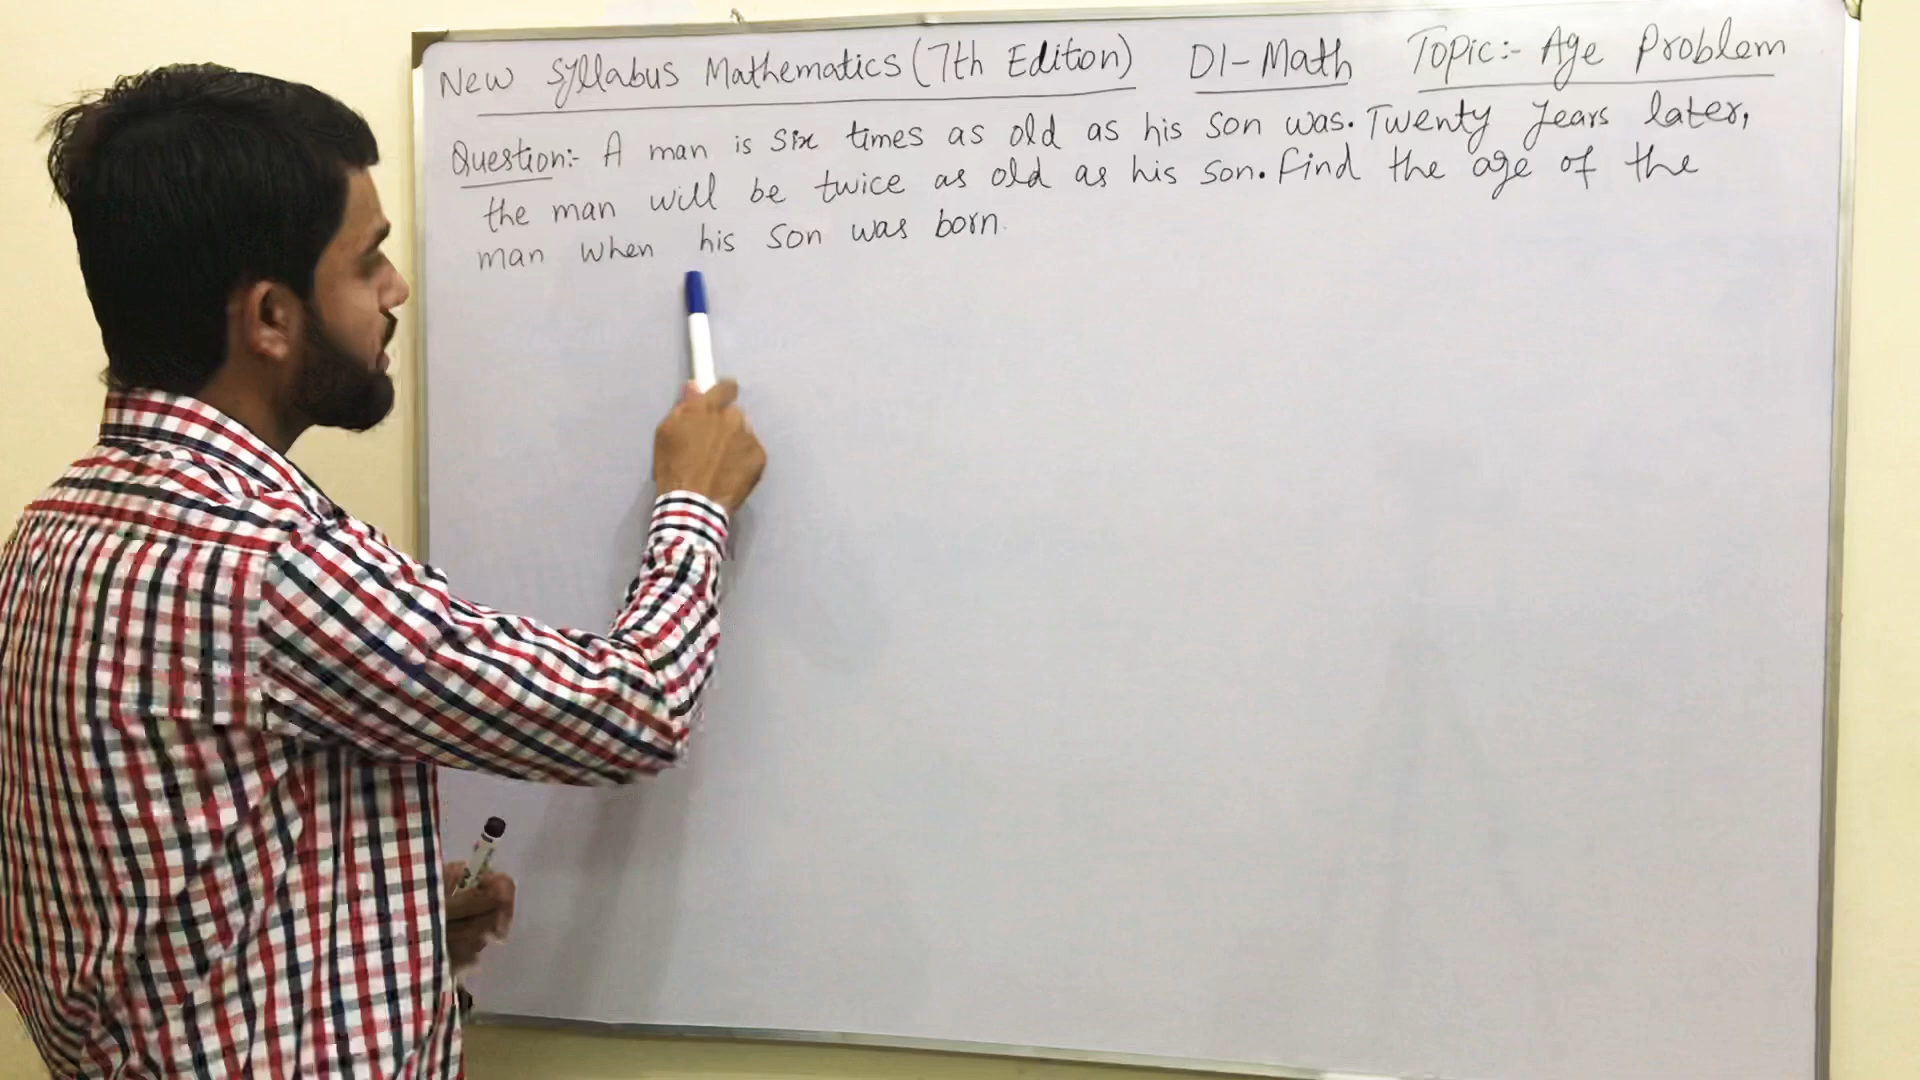 New Syllabus Mathematics (7th Editon) D1-Math Topic:- Age Problem
Question:- A man is six times as old as his son was. Twenty years later,
the man will be twice as old as his son. Find the age of the
man when his son was born.